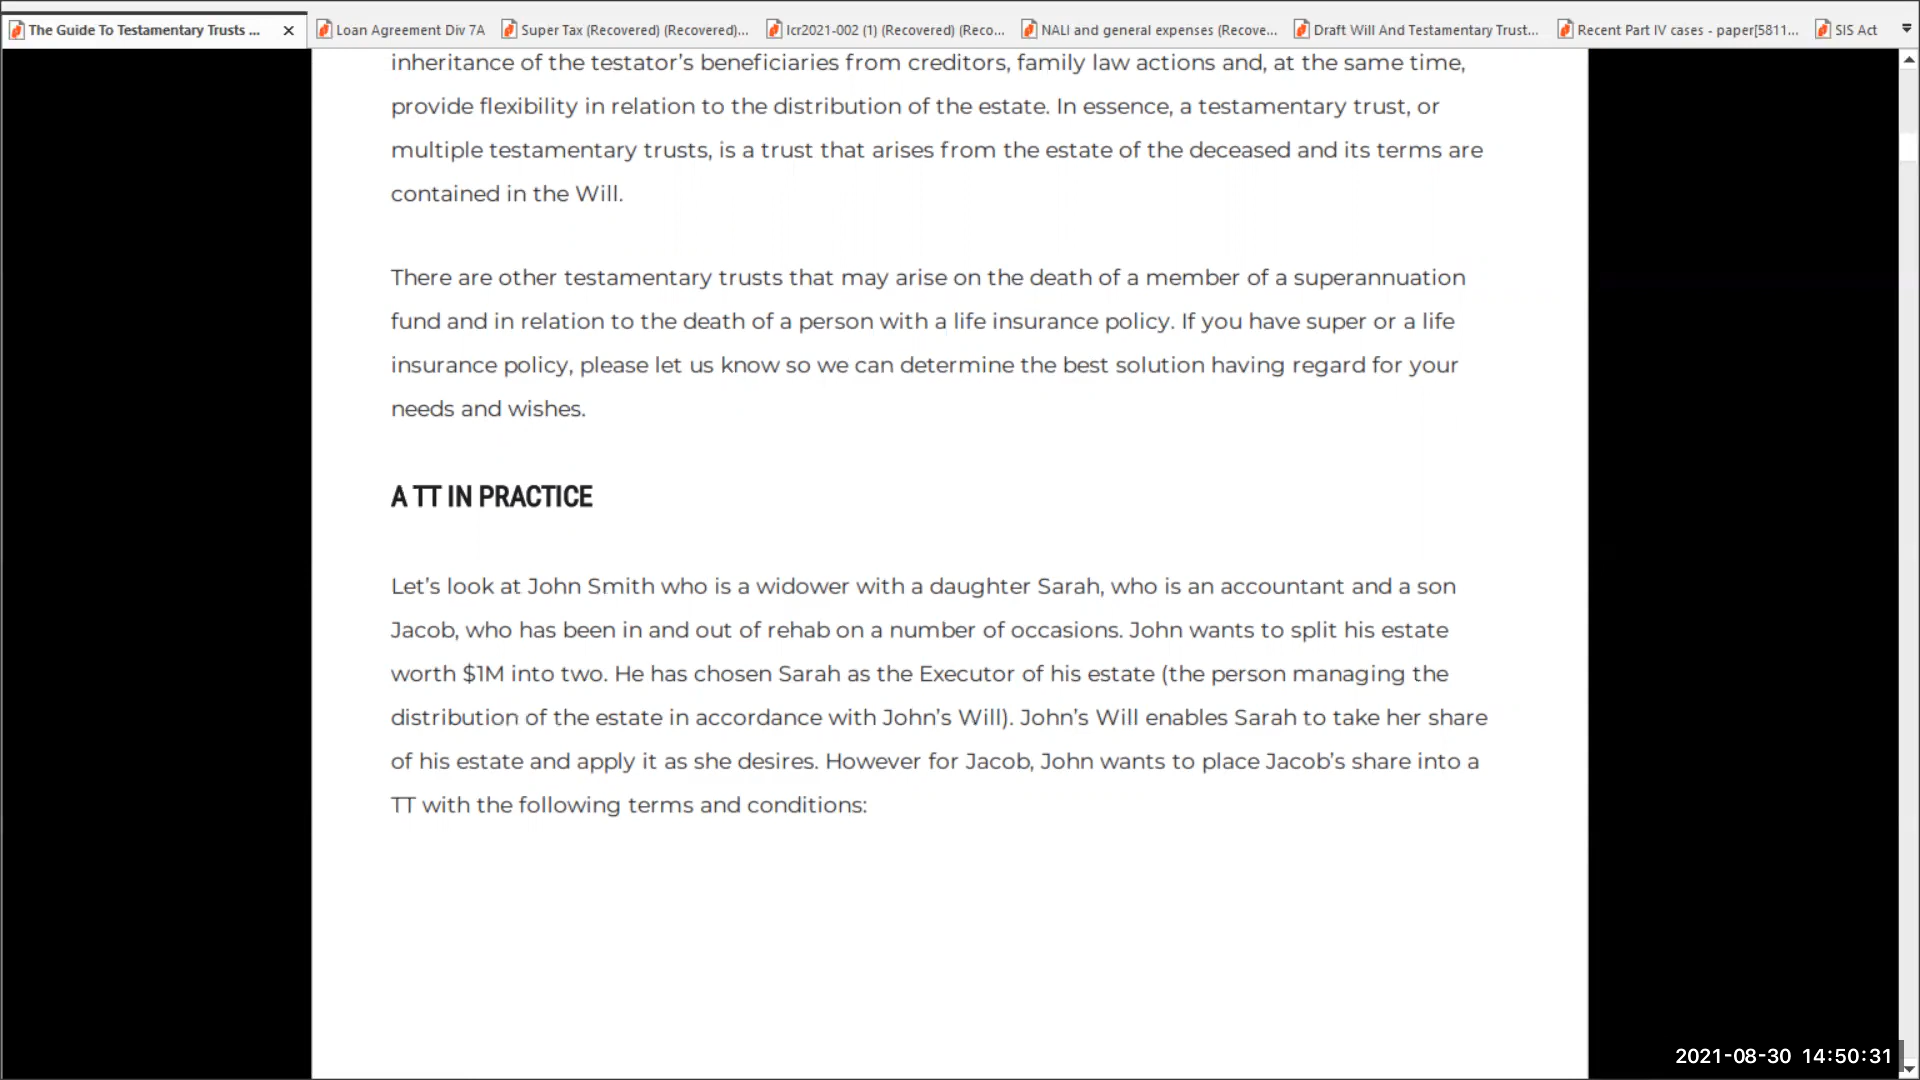 The Guide To Testamentary Trusts ...
Loan Agreement Div 7A
Super Tax (Recovered) (Recovered)...
lcr2021-002 (1) (Recovered) (Reco...
NALI and general expenses (Recove...
Draft Will And Testamentary Trust...
Recent Part IV cases - paper[5811...
SIS Act
inheritance of the testator’s beneficiaries from creditors, family law actions and, at the same time,
provide flexibility in relation to the distribution of the estate. In essence, a testamentary trust, or
multiple testamentary trusts, is a trust that arises from the estate of the deceased and its terms are
contained in the Will.
There are other testamentary trusts that may arise on the death of a member of a superannuation
fund and in relation to the death of a person with a life insurance policy. If you have super or a life
insurance policy, please let us know so we can determine the best solution having regard for your
needs and wishes.
A TT IN PRACTICE
Let’s look at John Smith who is a widower with a daughter Sarah, who is an accountant and a son
Jacob, who has been in and out of rehab on a number of occasions. John wants to split his estate
worth $1M into two. He has chosen Sarah as the Executor of his estate (the person managing the
distribution of the estate in accordance with John’s Will). John’s Will enables Sarah to take her share
of his estate and apply it as she desires. However for Jacob, John wants to place Jacob’s share into a
TT with the following terms and conditions:
2021-08-30 14:50:31